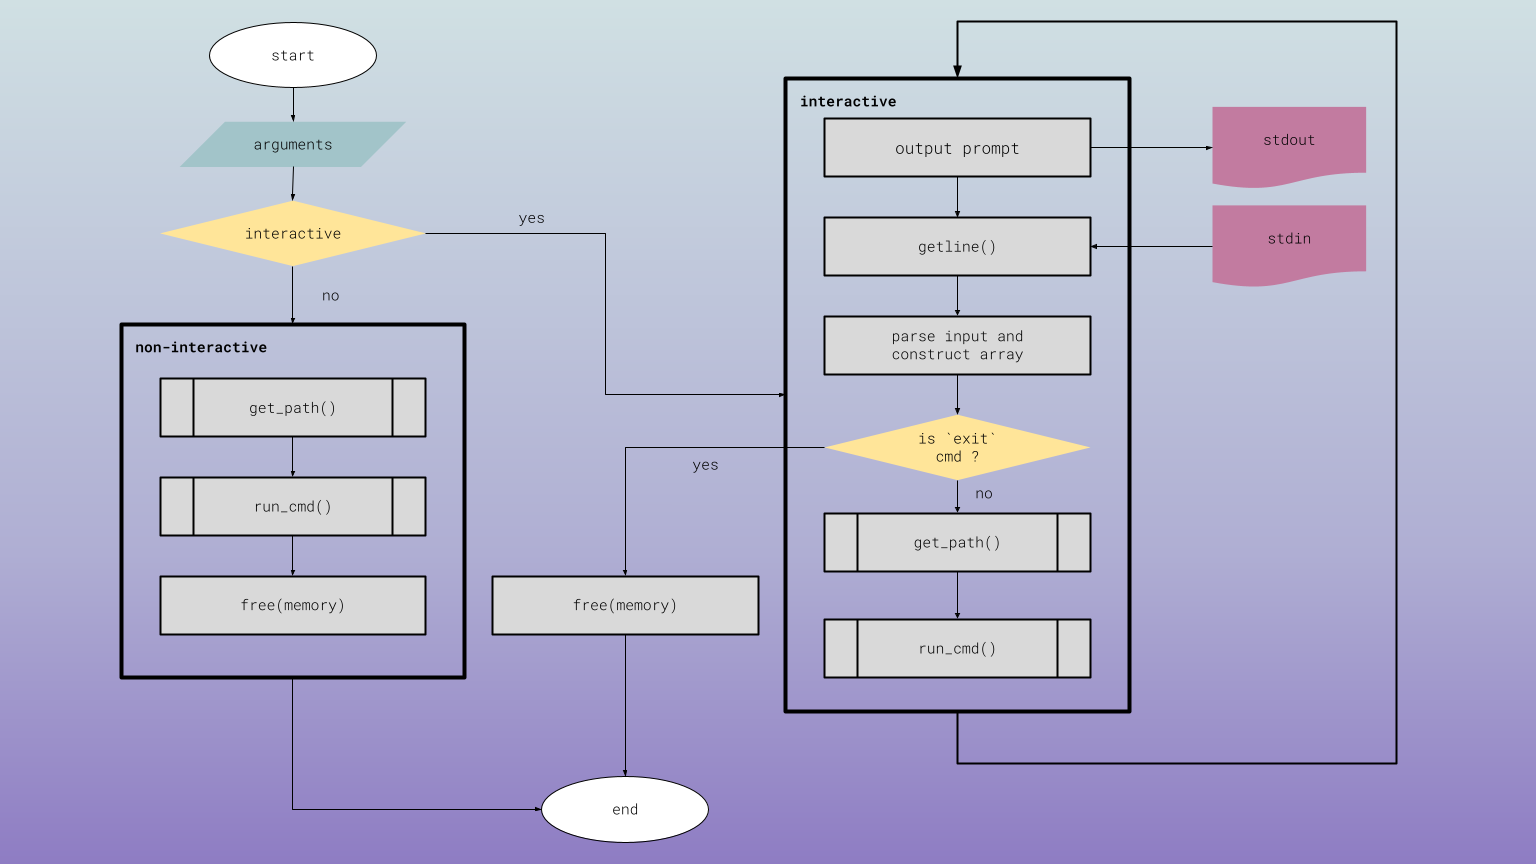 start
arguments
interactive
yes
no
non-interactive
get_path()
run_cmd()
free(memory)
interactive
output prompt
stdout
getline()
stdin
parse input and
construct array
is `exit`
cmd ?
yes
no
get_path()
run_cmd()
free(memory)
end